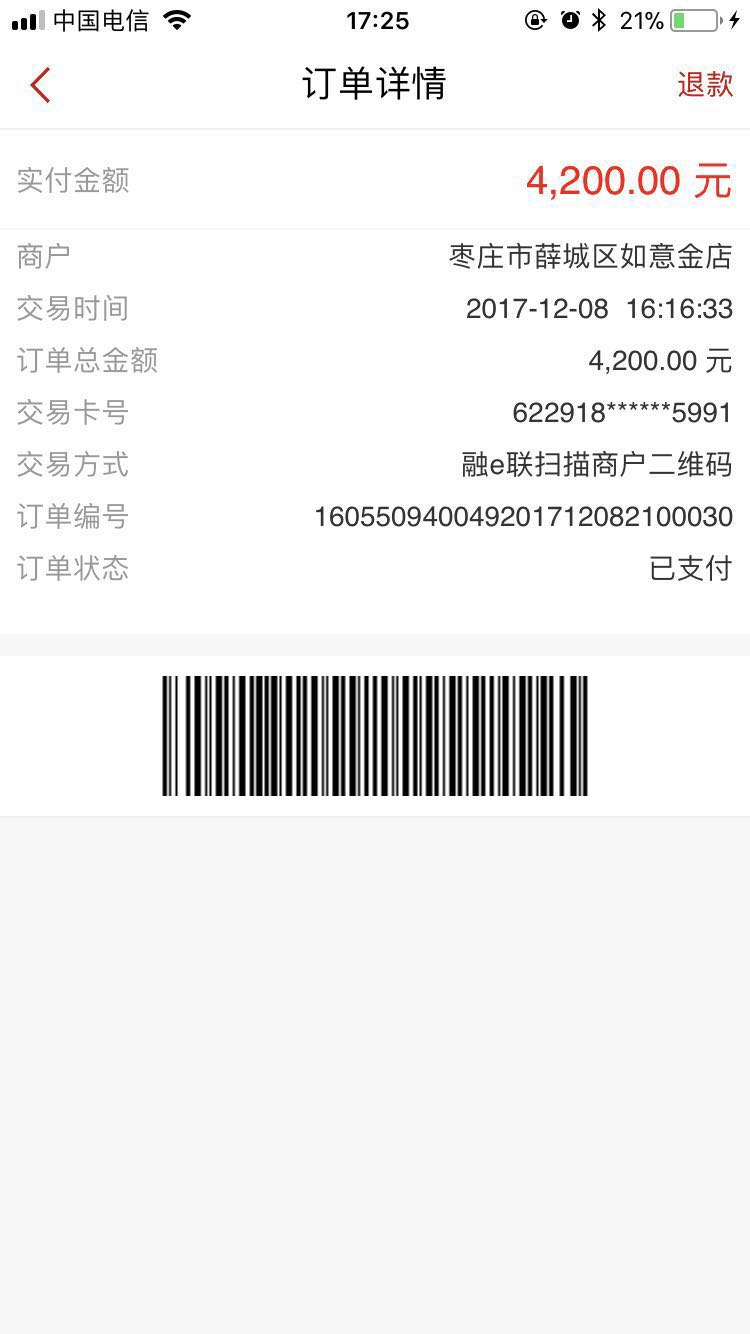 中国电信 17:25 21%
订单详情 退款
实付金额 4,200.00 元
商户 枣庄市薛城区如意金店
交易时间 2017-12-08 16:16:33
订单总金额 4,200.00 元
交易卡号 622918******5991
交易方式 融e联扫描商户二维码
订单编号 160550940049201712082100030
订单状态 已支付